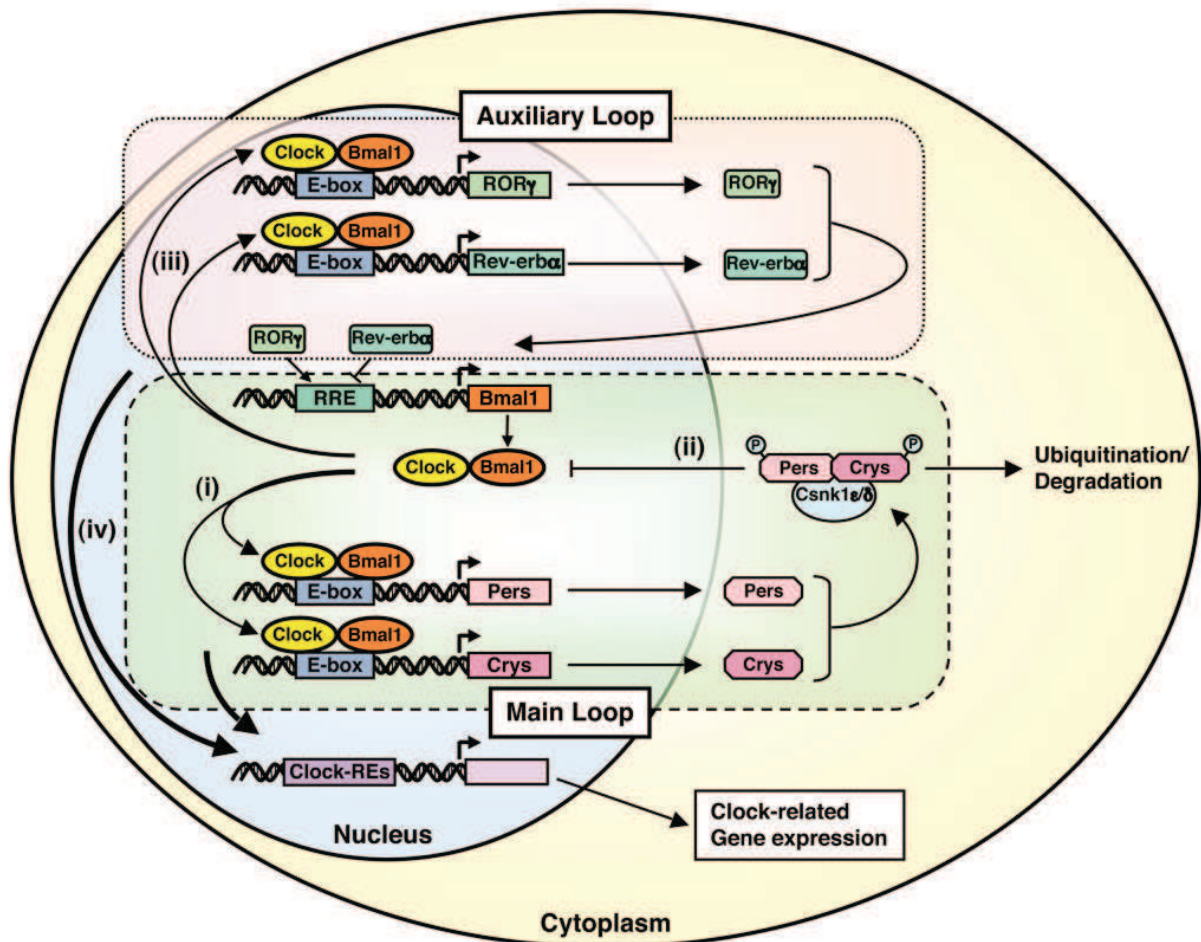 Auxiliary Loop
Clock Bmal1
E-box RORγ RORγ
Clock Bmal1
(iii)
E-box Rev-erbα Rev-erbα
RORγ Rev-erbα
RRE Bmal1
Clock Bmal1
(ii)
P P
Pers Crys
Csnk1ε/δ
Ubiquitination/
Degradation
(i)
(iv)
Clock Bmal1
E-box Pers Pers
Clock Bmal1
E-box Crys Crys
Main Loop
Clock-REs
Clock-related
Gene expression
Nucleus
Cytoplasm